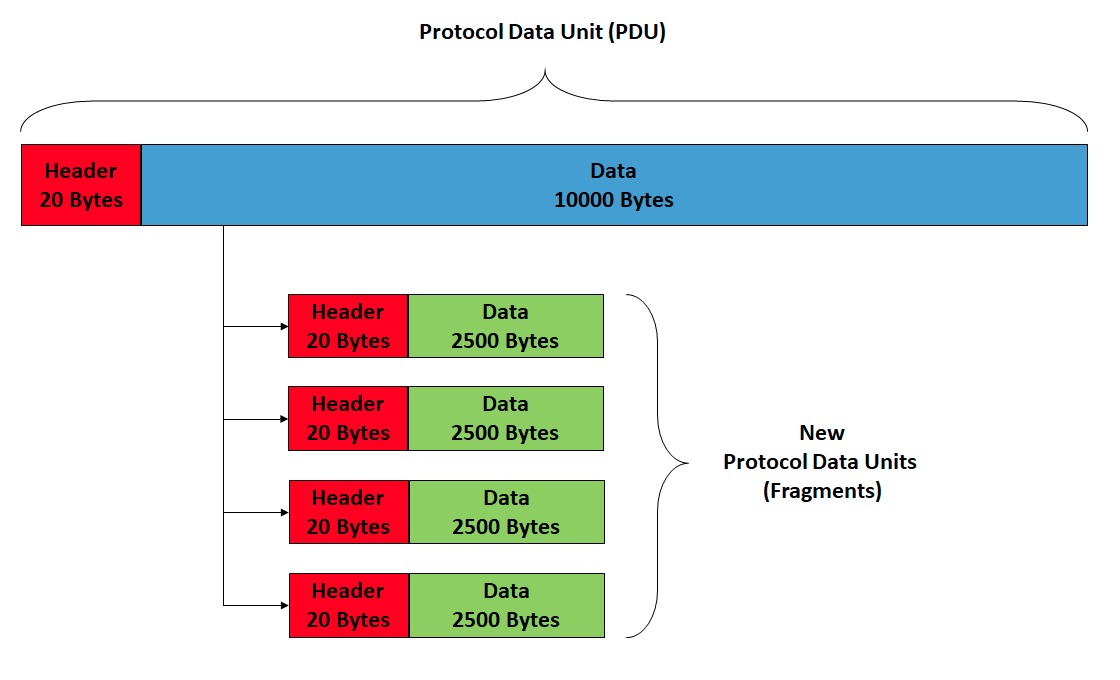 Protocol Data Unit (PDU)
Header
20 Bytes
Data
10000 Bytes
Header
20 Bytes
Data
2500 Bytes
Header
20 Bytes
Data
2500 Bytes
Header
20 Bytes
Data
2500 Bytes
Header
20 Bytes
Data
2500 Bytes
New
Protocol Data Units
(Fragments)